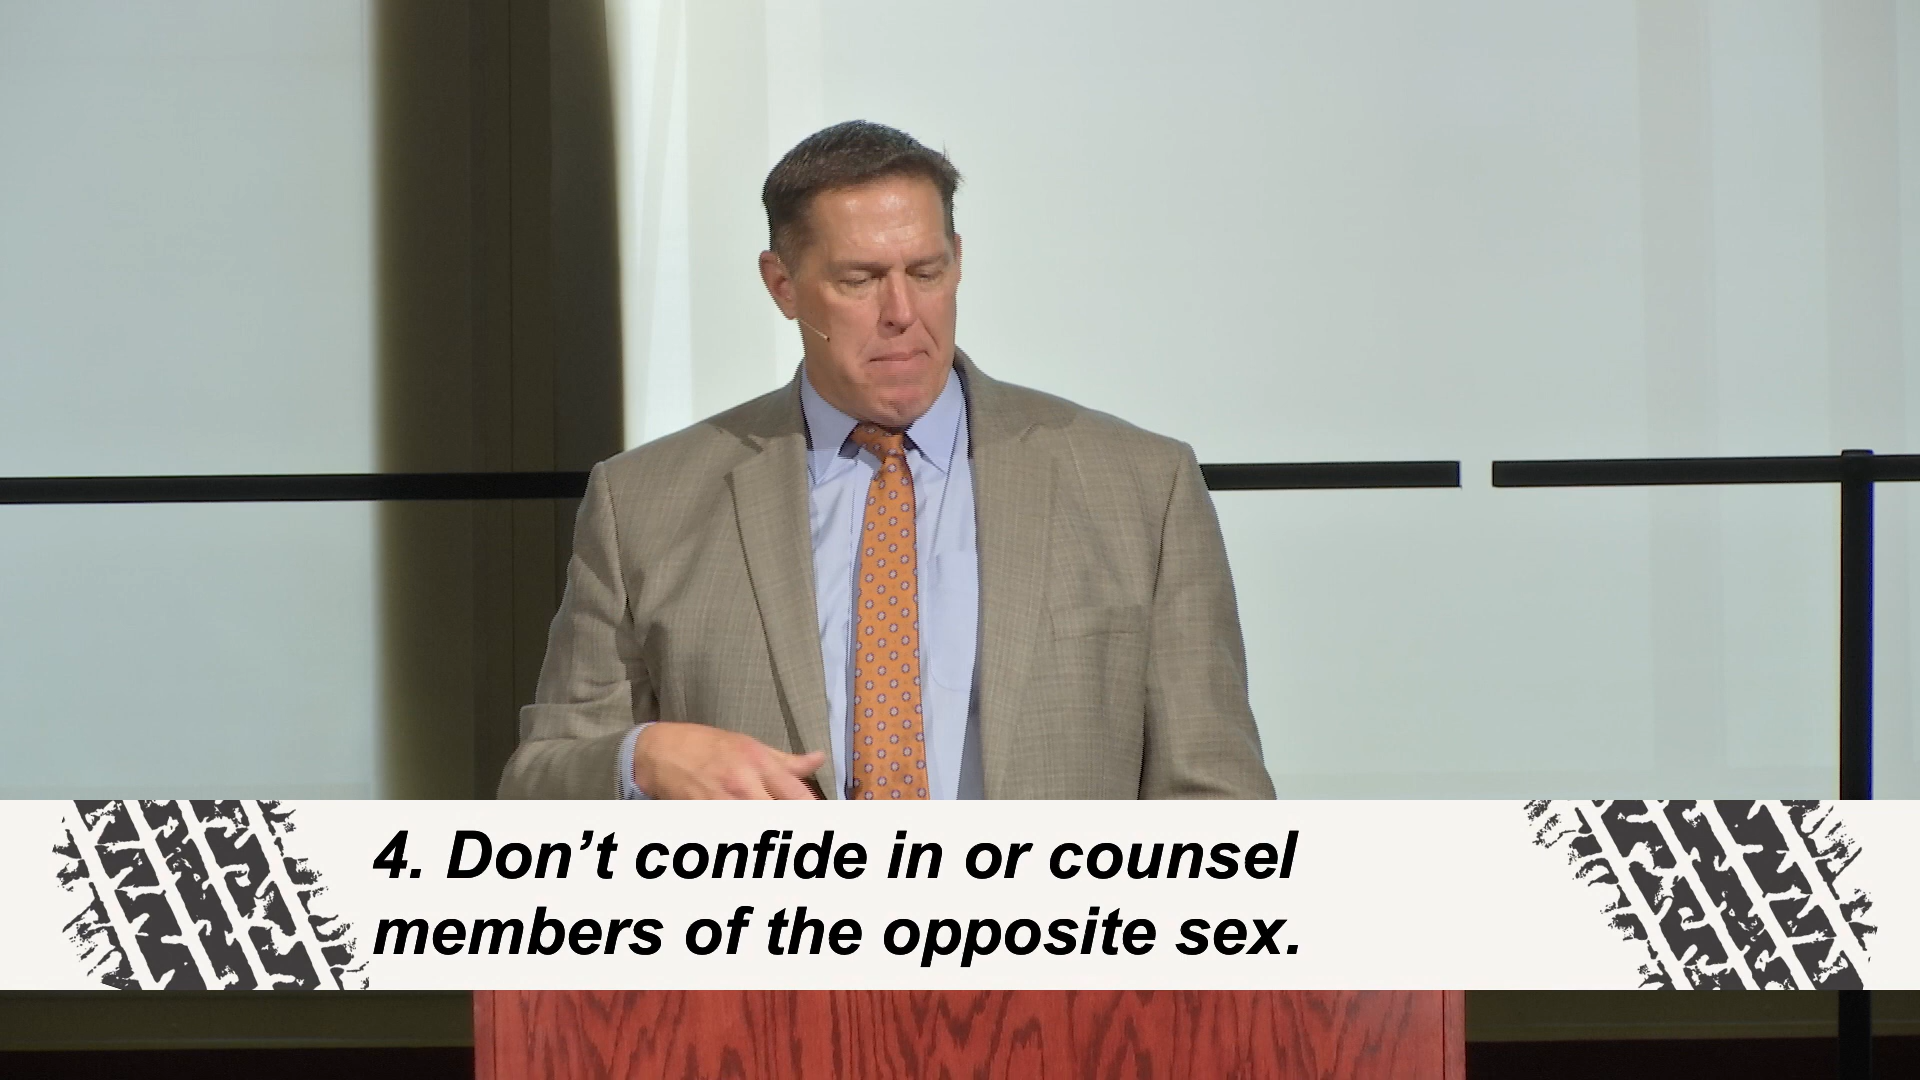 4. Don’t confide in or counsel
members of the opposite sex.